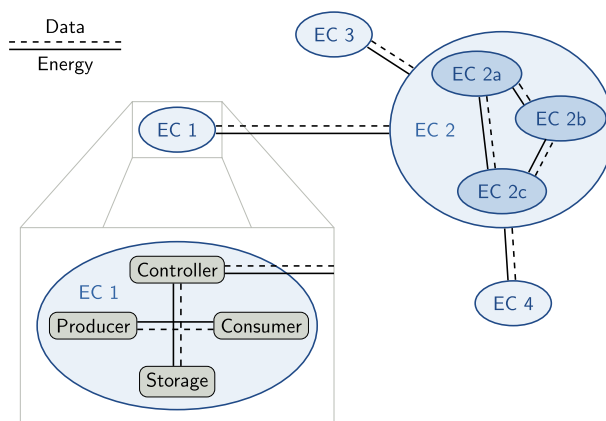 Data
Energy
EC 3
EC 2a
EC 2b
EC 1
EC 2
EC 2c
EC 4
Controller
EC 1
Producer
Consumer
Storage